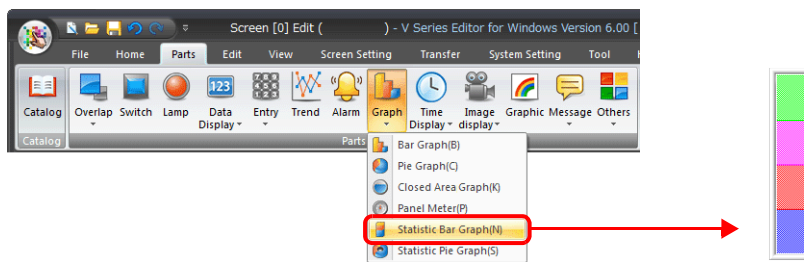 Screen [0] Edit ( ) - V Series Editor for Windows Version 6.00 [
File Home Parts Edit View Screen Setting Transfer System Setting Tool
Catalog Overlap Switch Lamp Data Display Entry Trend Alarm Graph Time Display Image display Graphic Message Others
123
Catalog Parts
Bar Graph(B)
Pie Graph(C)
Closed Area Graph(K)
Panel Meter(P)
Statistic Bar Graph(N)
Statistic Pie Graph(S)